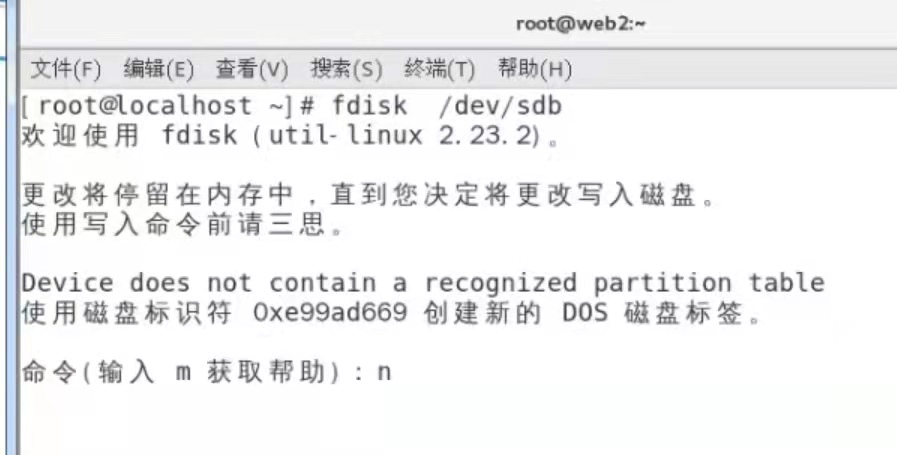 root@web2:~
文件(F) 编辑(E) 查看(V) 搜索(S) 终端(T) 帮助(H)
[root@localhost ~]# fdisk  /dev/sdb
欢迎使用 fdisk (util-linux 2.23.2)。
更改将停留在内存中，直到您决定将更改写入磁盘。
使用写入命令前请三思。
Device does not contain a recognized partition table
使用磁盘标识符 0xe99ad669 创建新的 DOS 磁盘标签。
命令(输入 m 获取帮助)：n